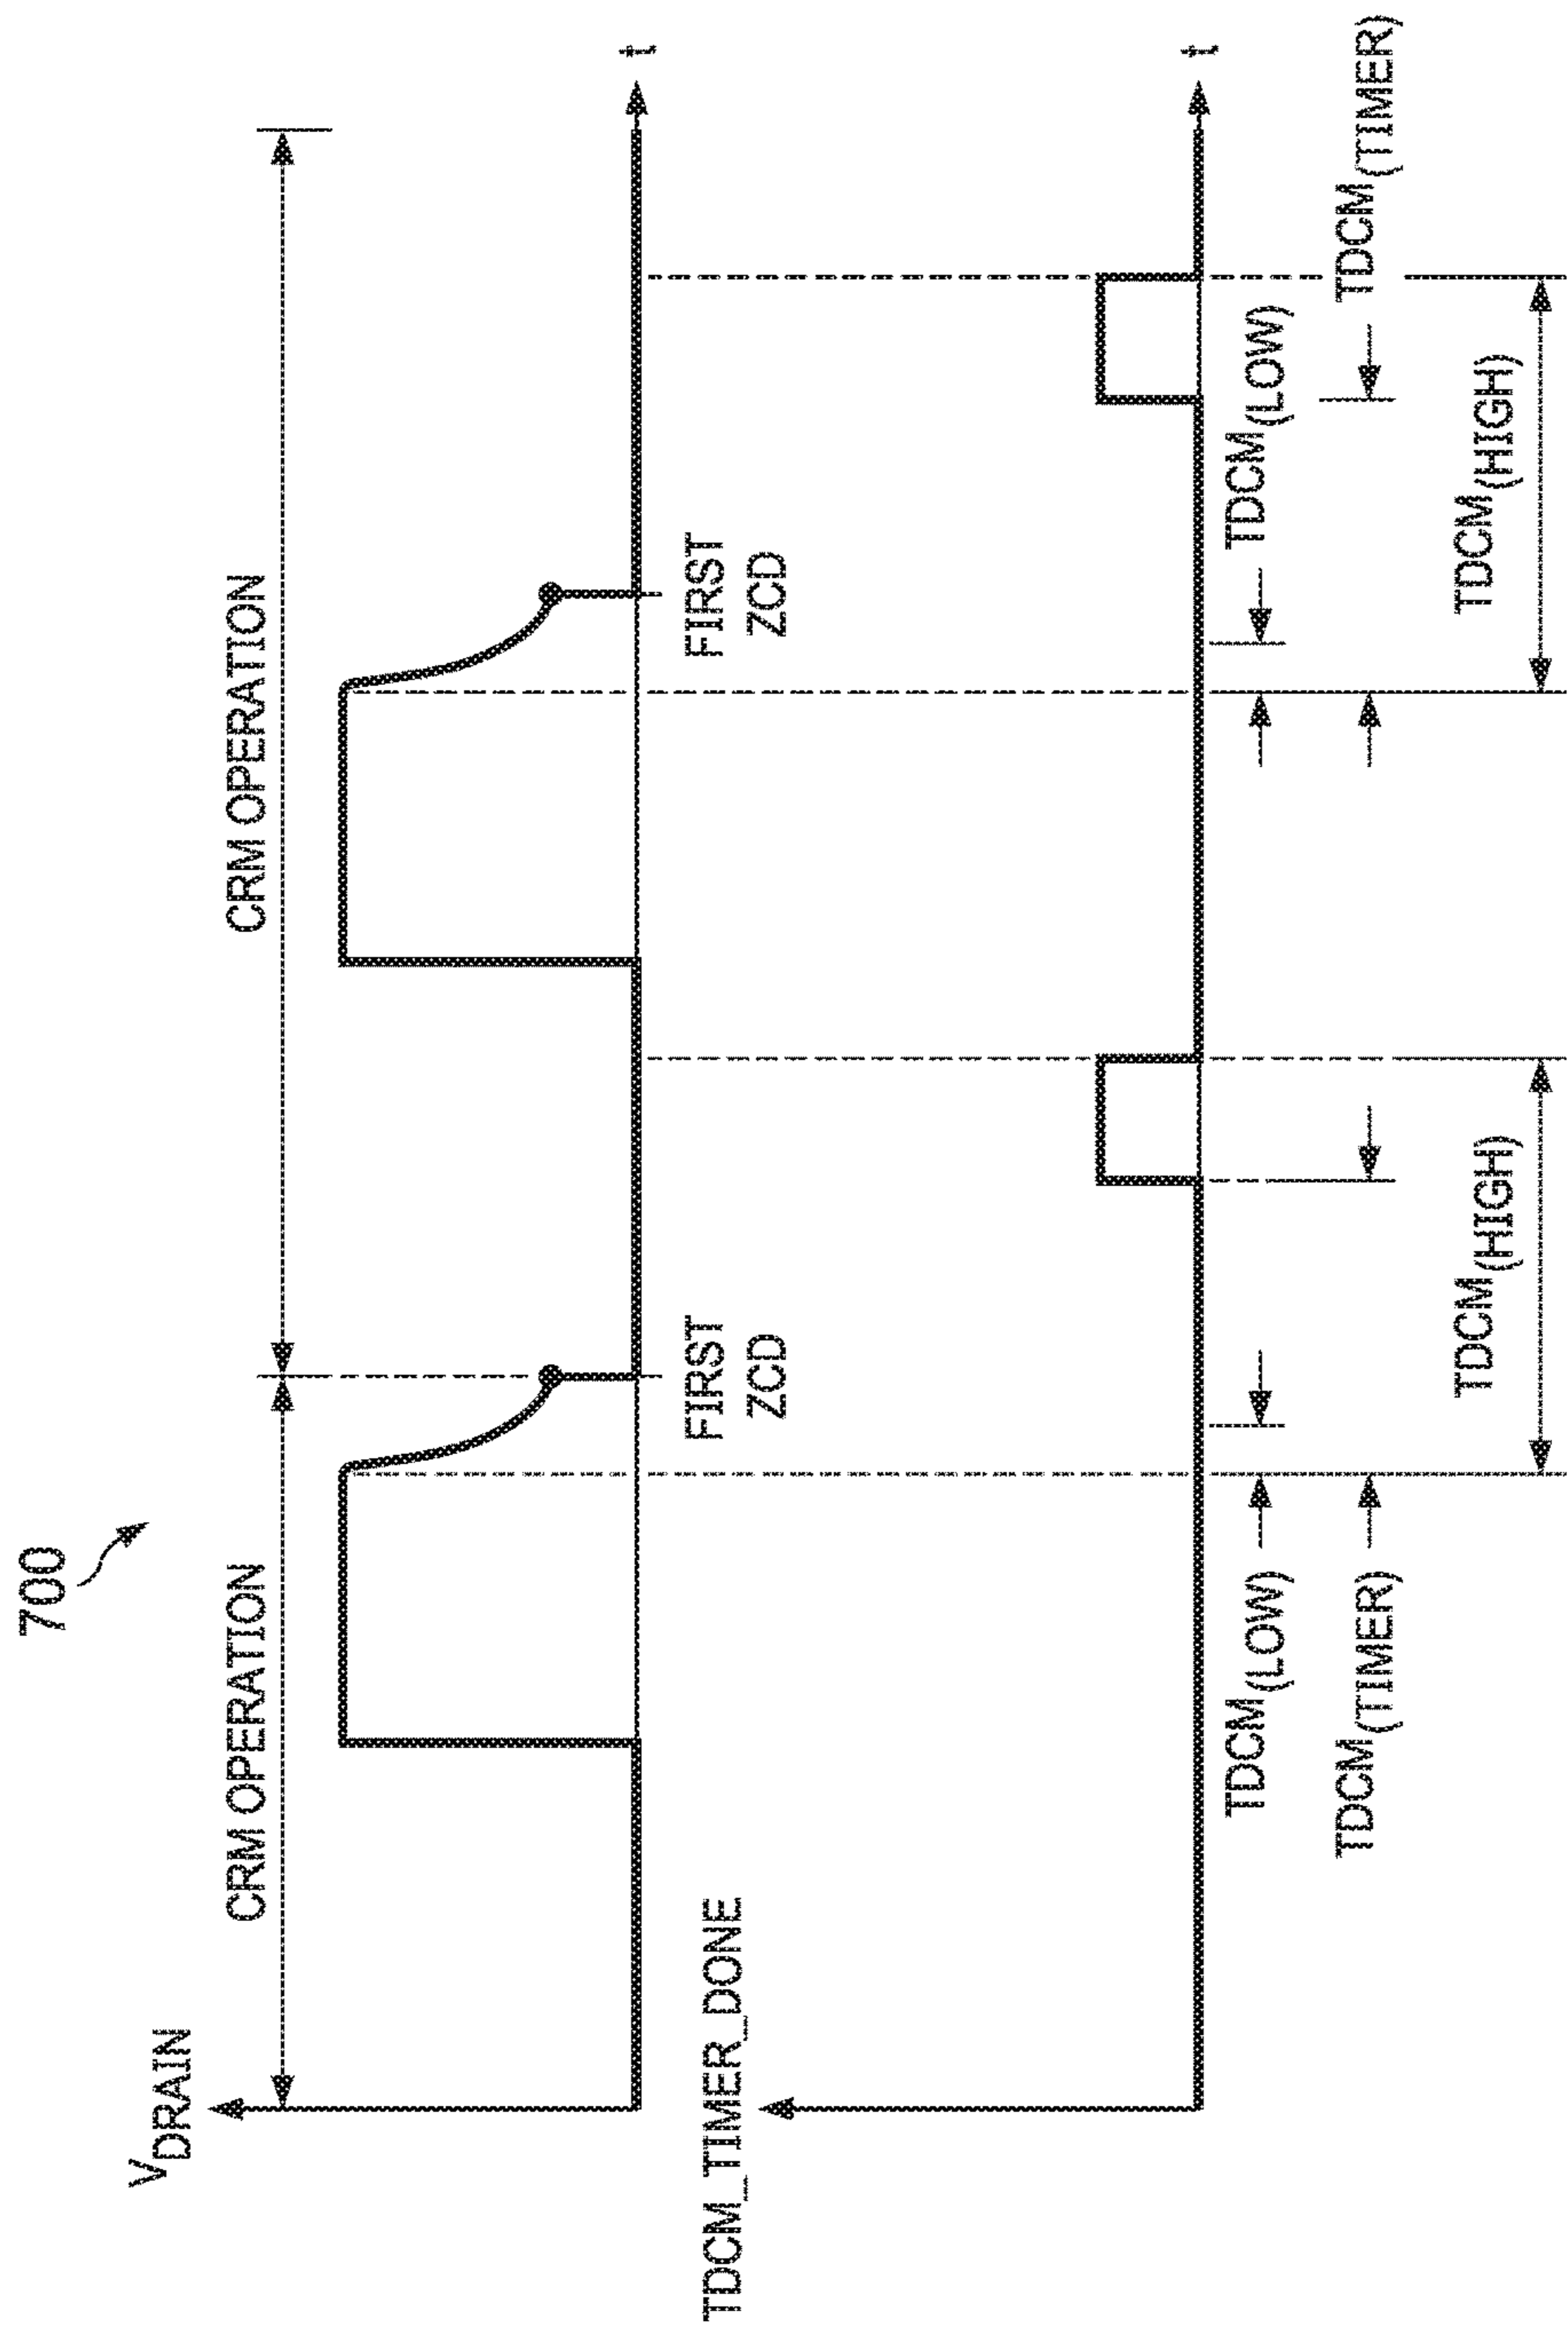 700
CRM OPERATION
CRM OPERATION
VDRAIN
t
FIRST
ZCD
FIRST
ZCD
TDCM_TIMER_DONE
t
TDCM(LOW)
TDCM(LOW)
TDCM(TIMER)
TDCM(TIMER)
TDCM(HIGH)
TDCM(HIGH)